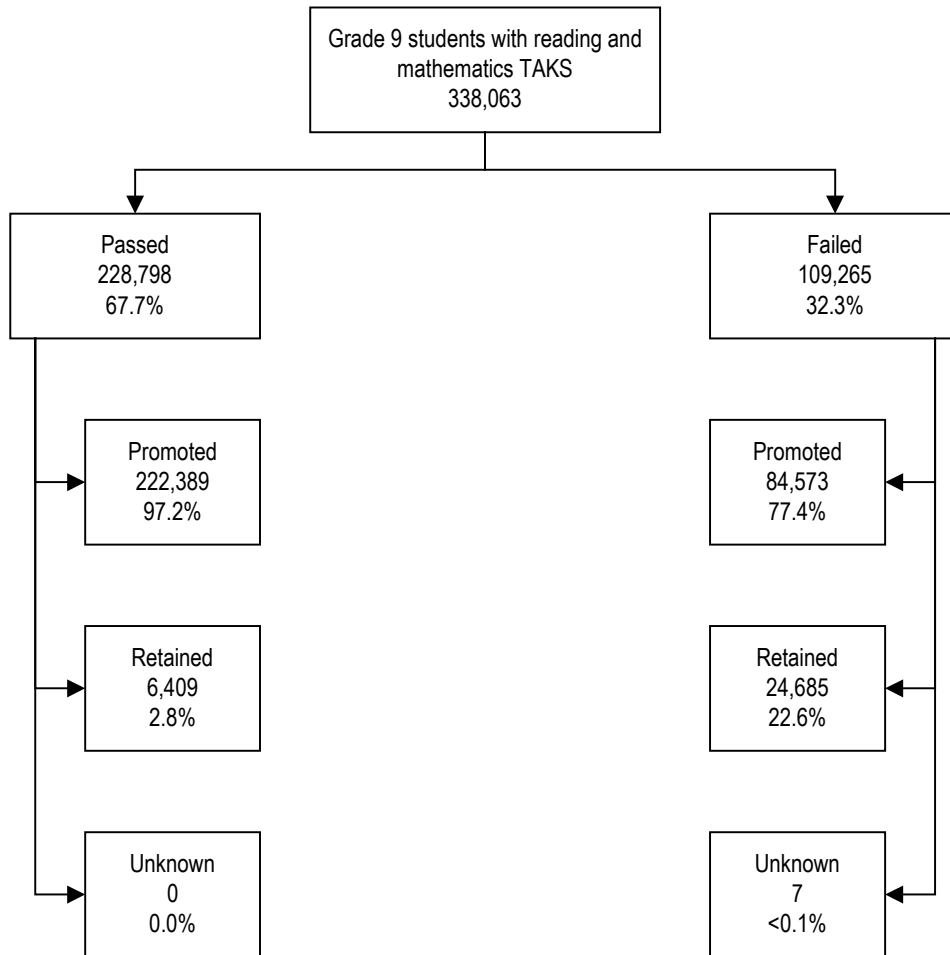 Grade 9 students with reading and
mathematics TAKS
338,063
Passed
228,798
67.7%
Failed
109,265
32.3%
Promoted
222,389
97.2%
Promoted
84,573
77.4%
Retained
6,409
2.8%
Retained
24,685
22.6%
Unknown
0
0.0%
Unknown
7
<0.1%